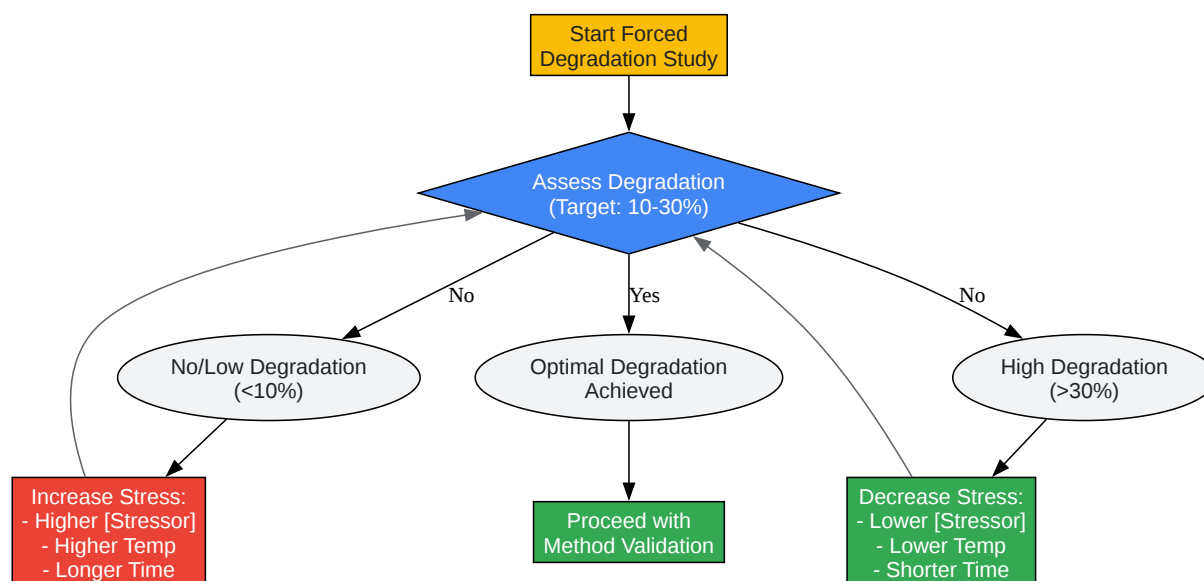 Start Forced
Degradation Study
Assess Degradation
(Target: 10-30%)
No
Yes
No
No/Low Degradation
(<10%)
Optimal Degradation
Achieved
High Degradation
(>30%)
Increase Stress:
- Higher [Stressor]
- Higher Temp
- Longer Time
Proceed with
Method Validation
Decrease Stress:
- Lower [Stressor]
- Lower Temp
- Shorter Time